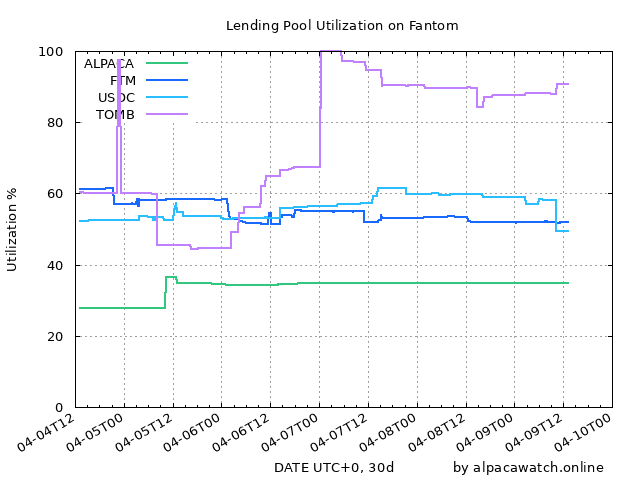 Lending Pool Utilization on Fantom
ALPACA
FTM
USDC
TOMB
Utilization %
100
80
60
40
20
0
04-04T12
04-05T00
04-05T12
04-06T00
04-06T12
04-07T00
04-07T12
04-08T00
04-08T12
04-09T00
04-09T12
04-10T00
DATE UTC+0, 30d
by alpacawatch.online